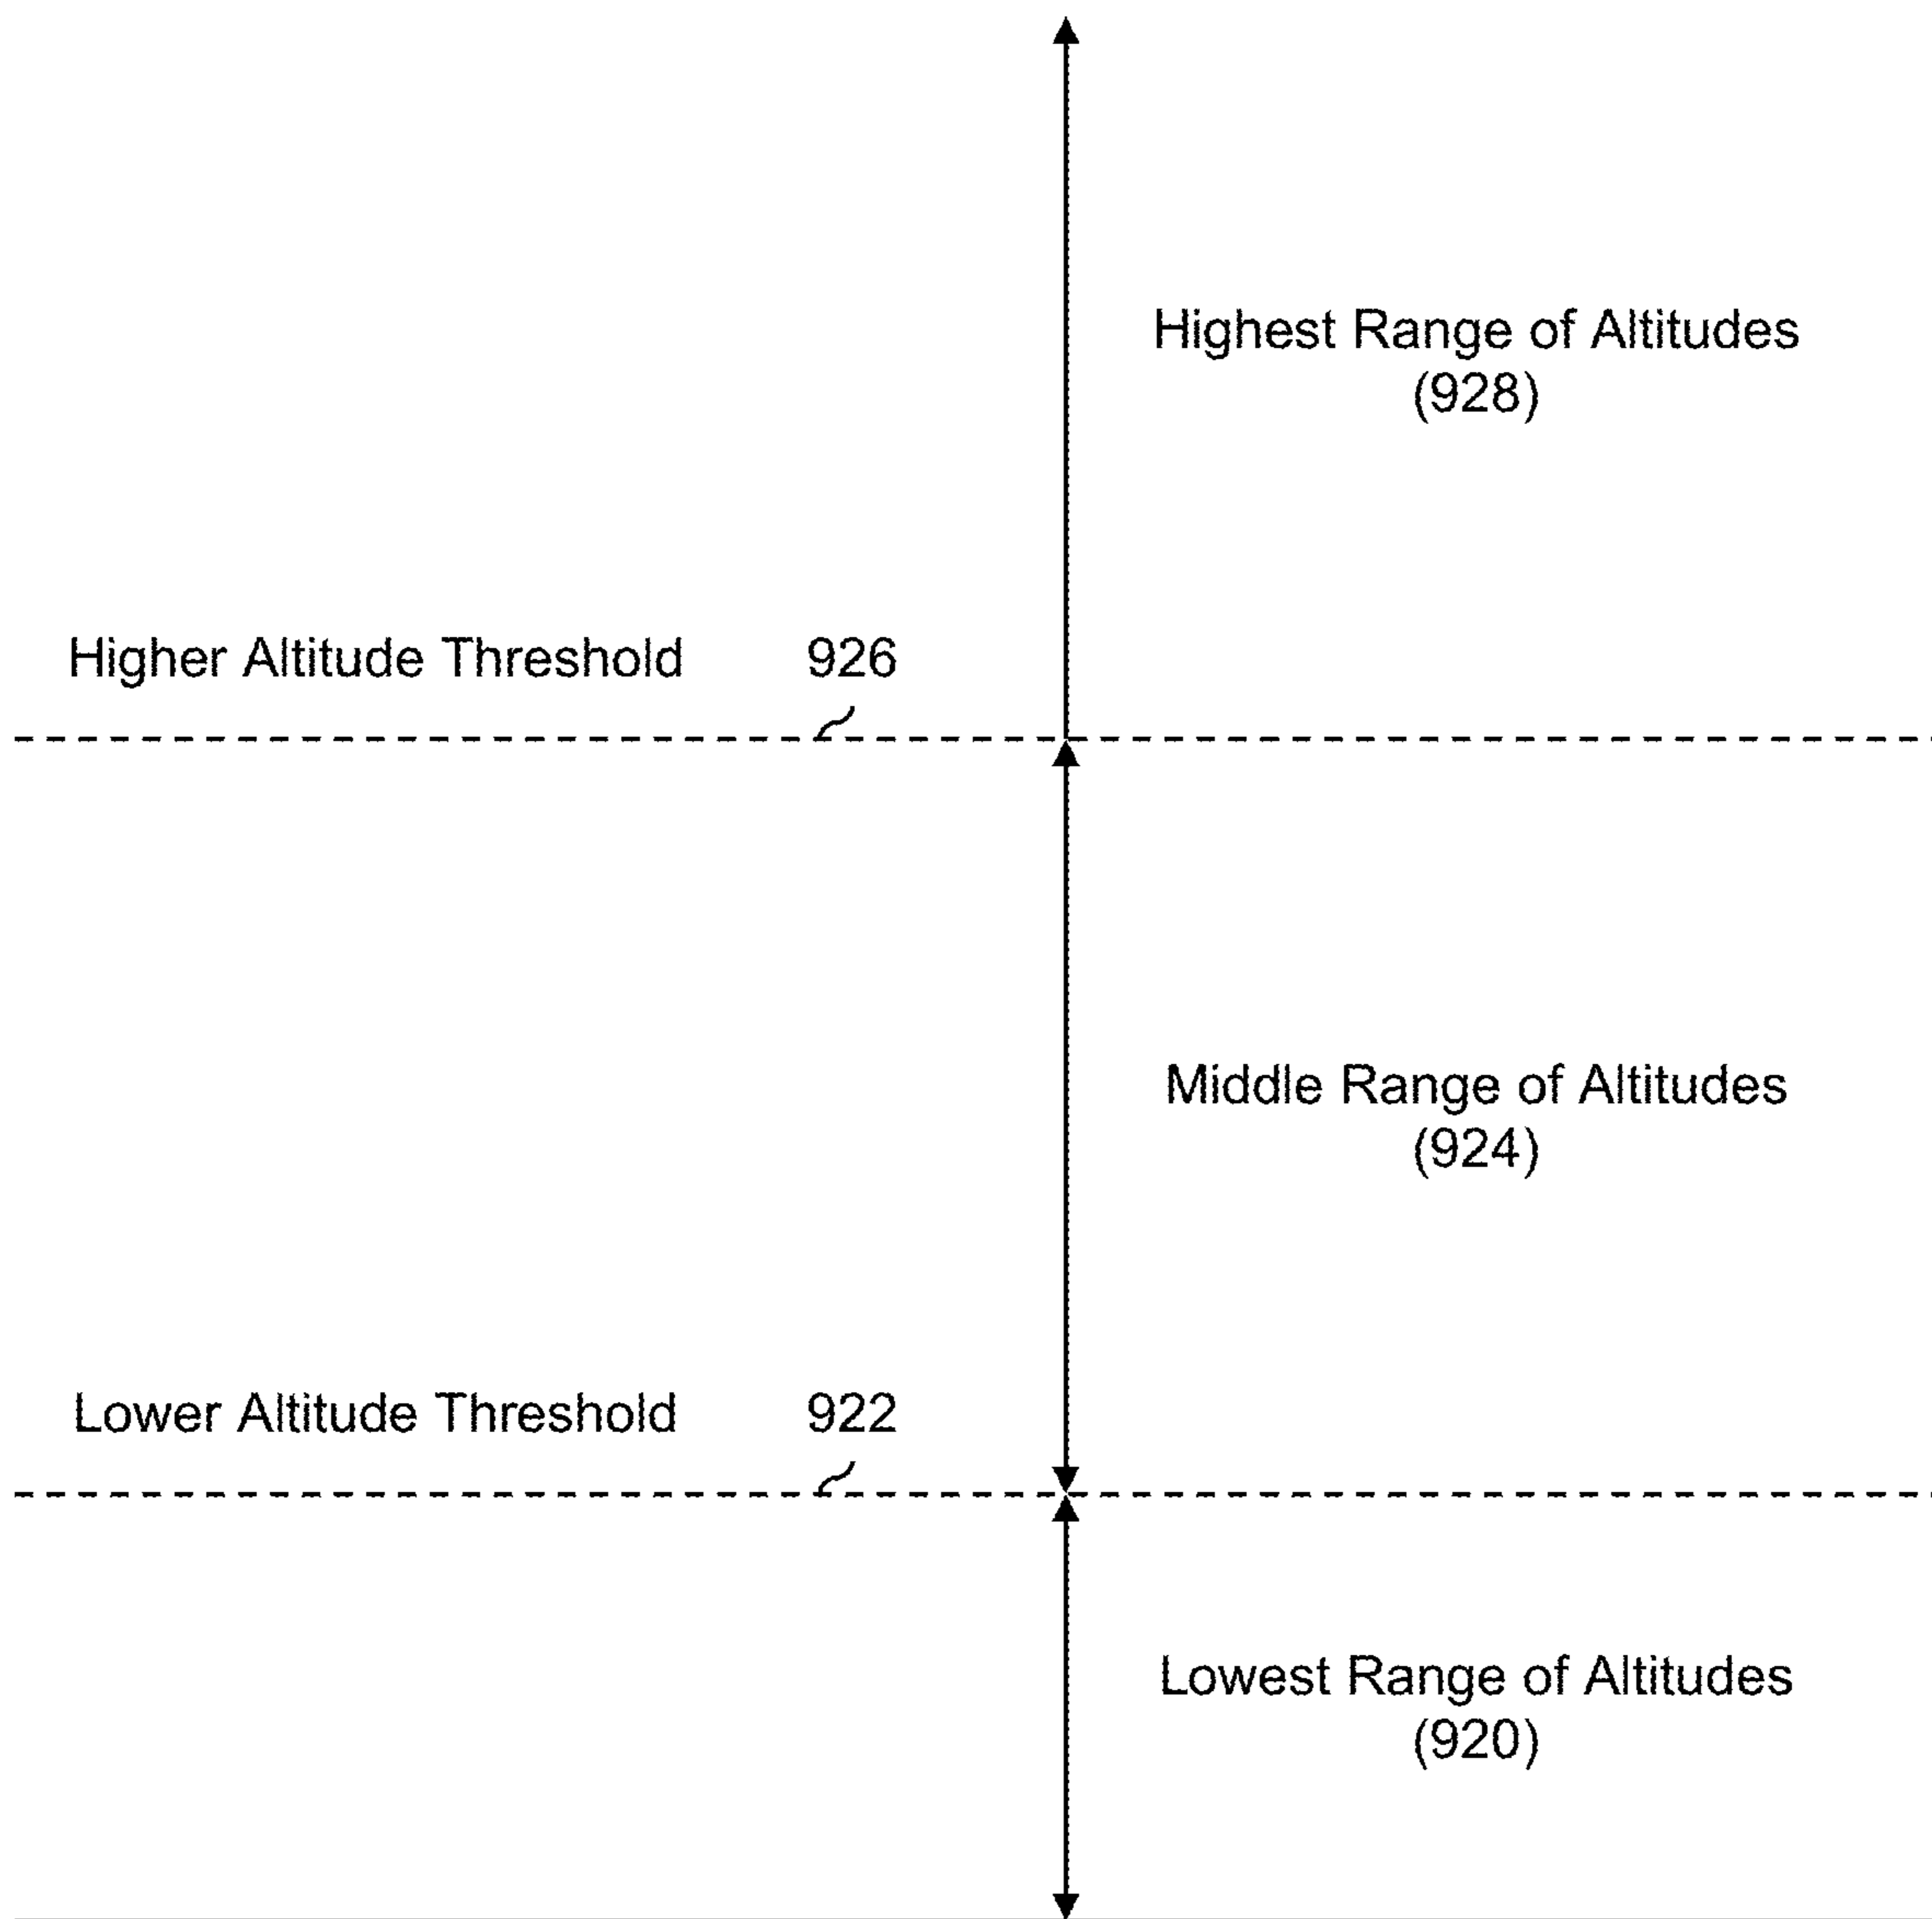 Highest Range of Altitudes
(928)
Higher Altitude Threshold 926
Middle Range of Altitudes
(924)
Lower Altitude Threshold 922
Lowest Range of Altitudes
(920)